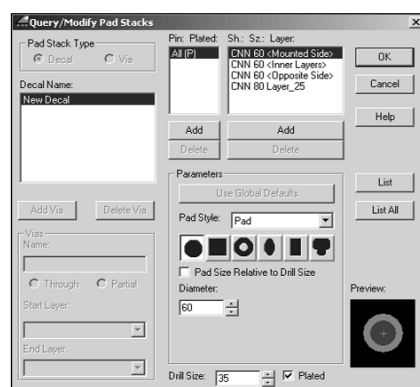 Query/Modify Pad Stacks
Pad Stack Type
Decal
Via
Decal Name:
New Decal
Add Via
Delete Via
Vias
Name:
Through
Partial
Start Layer:
End Layer:
Pin: Plated:
All (P)
Add
Delete
Sh.: Sz.: Layer:
CNN 60 <Mounted Side>
CNN 60 <Inner Layers>
CNN 60 <Opposite Side>
CNN 80 Layer_25
Add
Delete
Parameters
Use Global Defaults
Pad Style:
Pad
Pad Size Relative to Drill Size
Diameter:
60
Drill Size:
35
Plated
OK
Cancel
Help
List
List All
Preview: